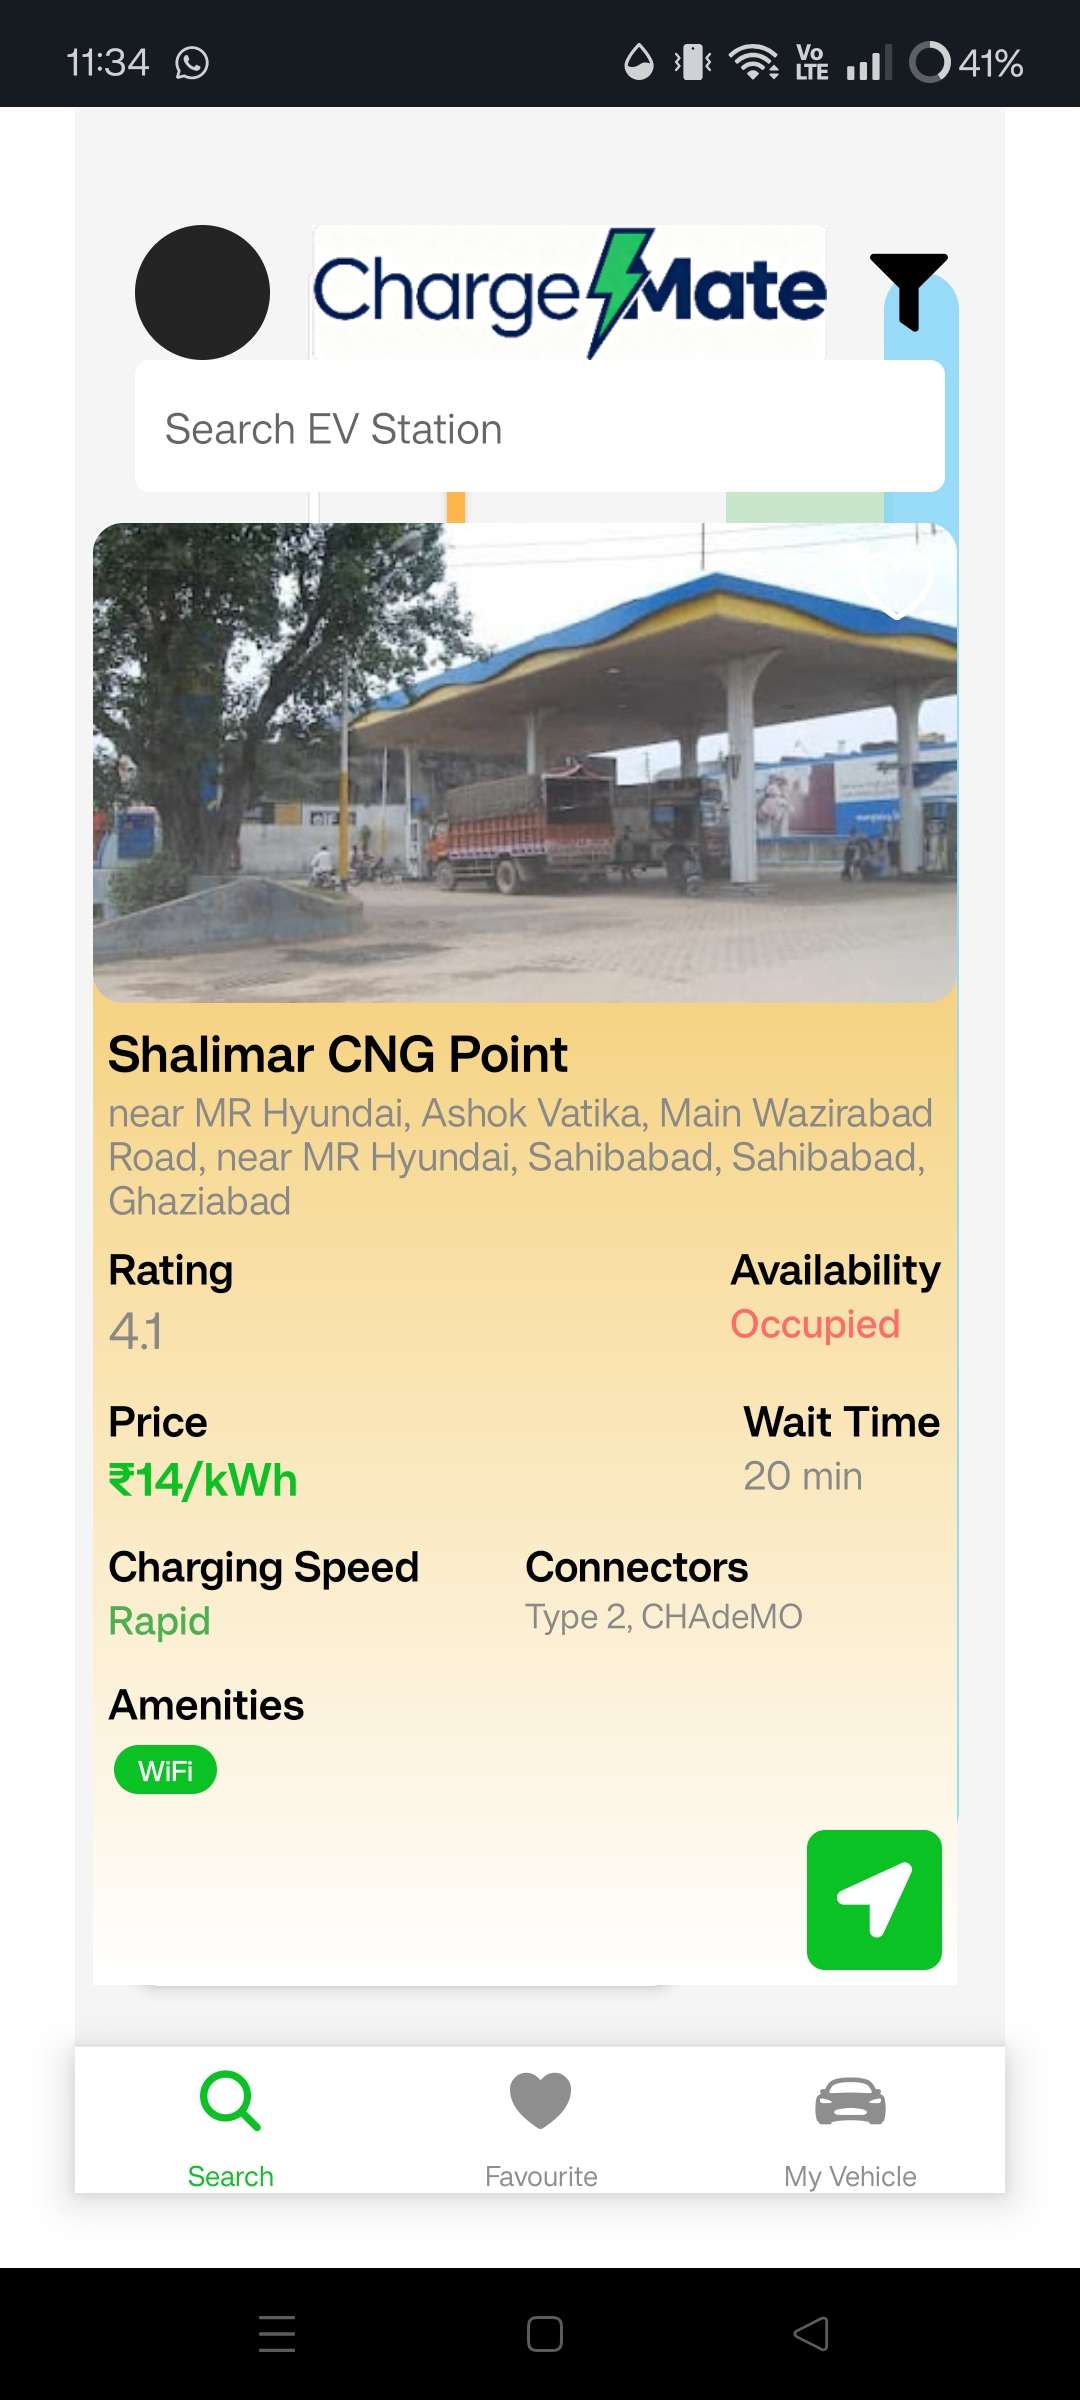 11:34
Vo
LTE
41%
ChargeMate
Search EV Station
Shalimar CNG Point
near MR Hyundai, Ashok Vatika, Main Wazirabad
Road, near MR Hyundai, Sahibabad, Sahibabad,
Ghaziabad
Rating
Availability
4.1
Occupied
Price
Wait Time
₹14/kWh
20 min
Charging Speed
Connectors
Rapid
Type 2, CHAdeMO
Amenities
WiFi
Search
Favourite
My Vehicle